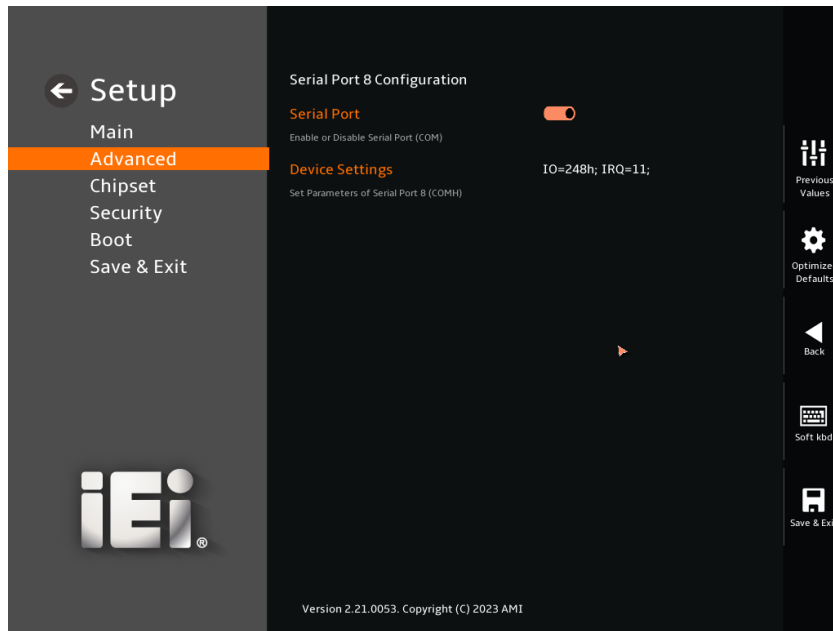 Setup
Main
Advanced
Chipset
Security
Boot
Save & Exit
iEi®
Serial Port 8 Configuration
Serial Port
Enable or Disable Serial Port (COM)
Device Settings IO=248h; IRQ=11;
Set Parameters of Serial Port 8 (COMH)
Previous
Values
Optimize
Defaults
Back
Soft kbd
Save & Exi
Version 2.21.0053. Copyright (C) 2023 AMI